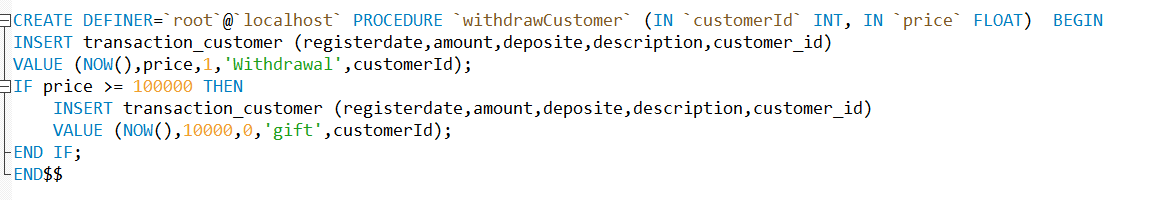 CREATE DEFINER=`root`@`localhost` PROCEDURE `withdrawCustomer` (IN `customerId` INT, IN `price` FLOAT)  BEGIN
INSERT transaction_customer (registerdate,amount,deposite,description,customer_id)
VALUE (NOW(),price,1,'Withdrawal',customerId);
IF price >= 100000 THEN
    INSERT transaction_customer (registerdate,amount,deposite,description,customer_id)
    VALUE (NOW(),10000,0,'gift',customerId);
END IF;
END$$